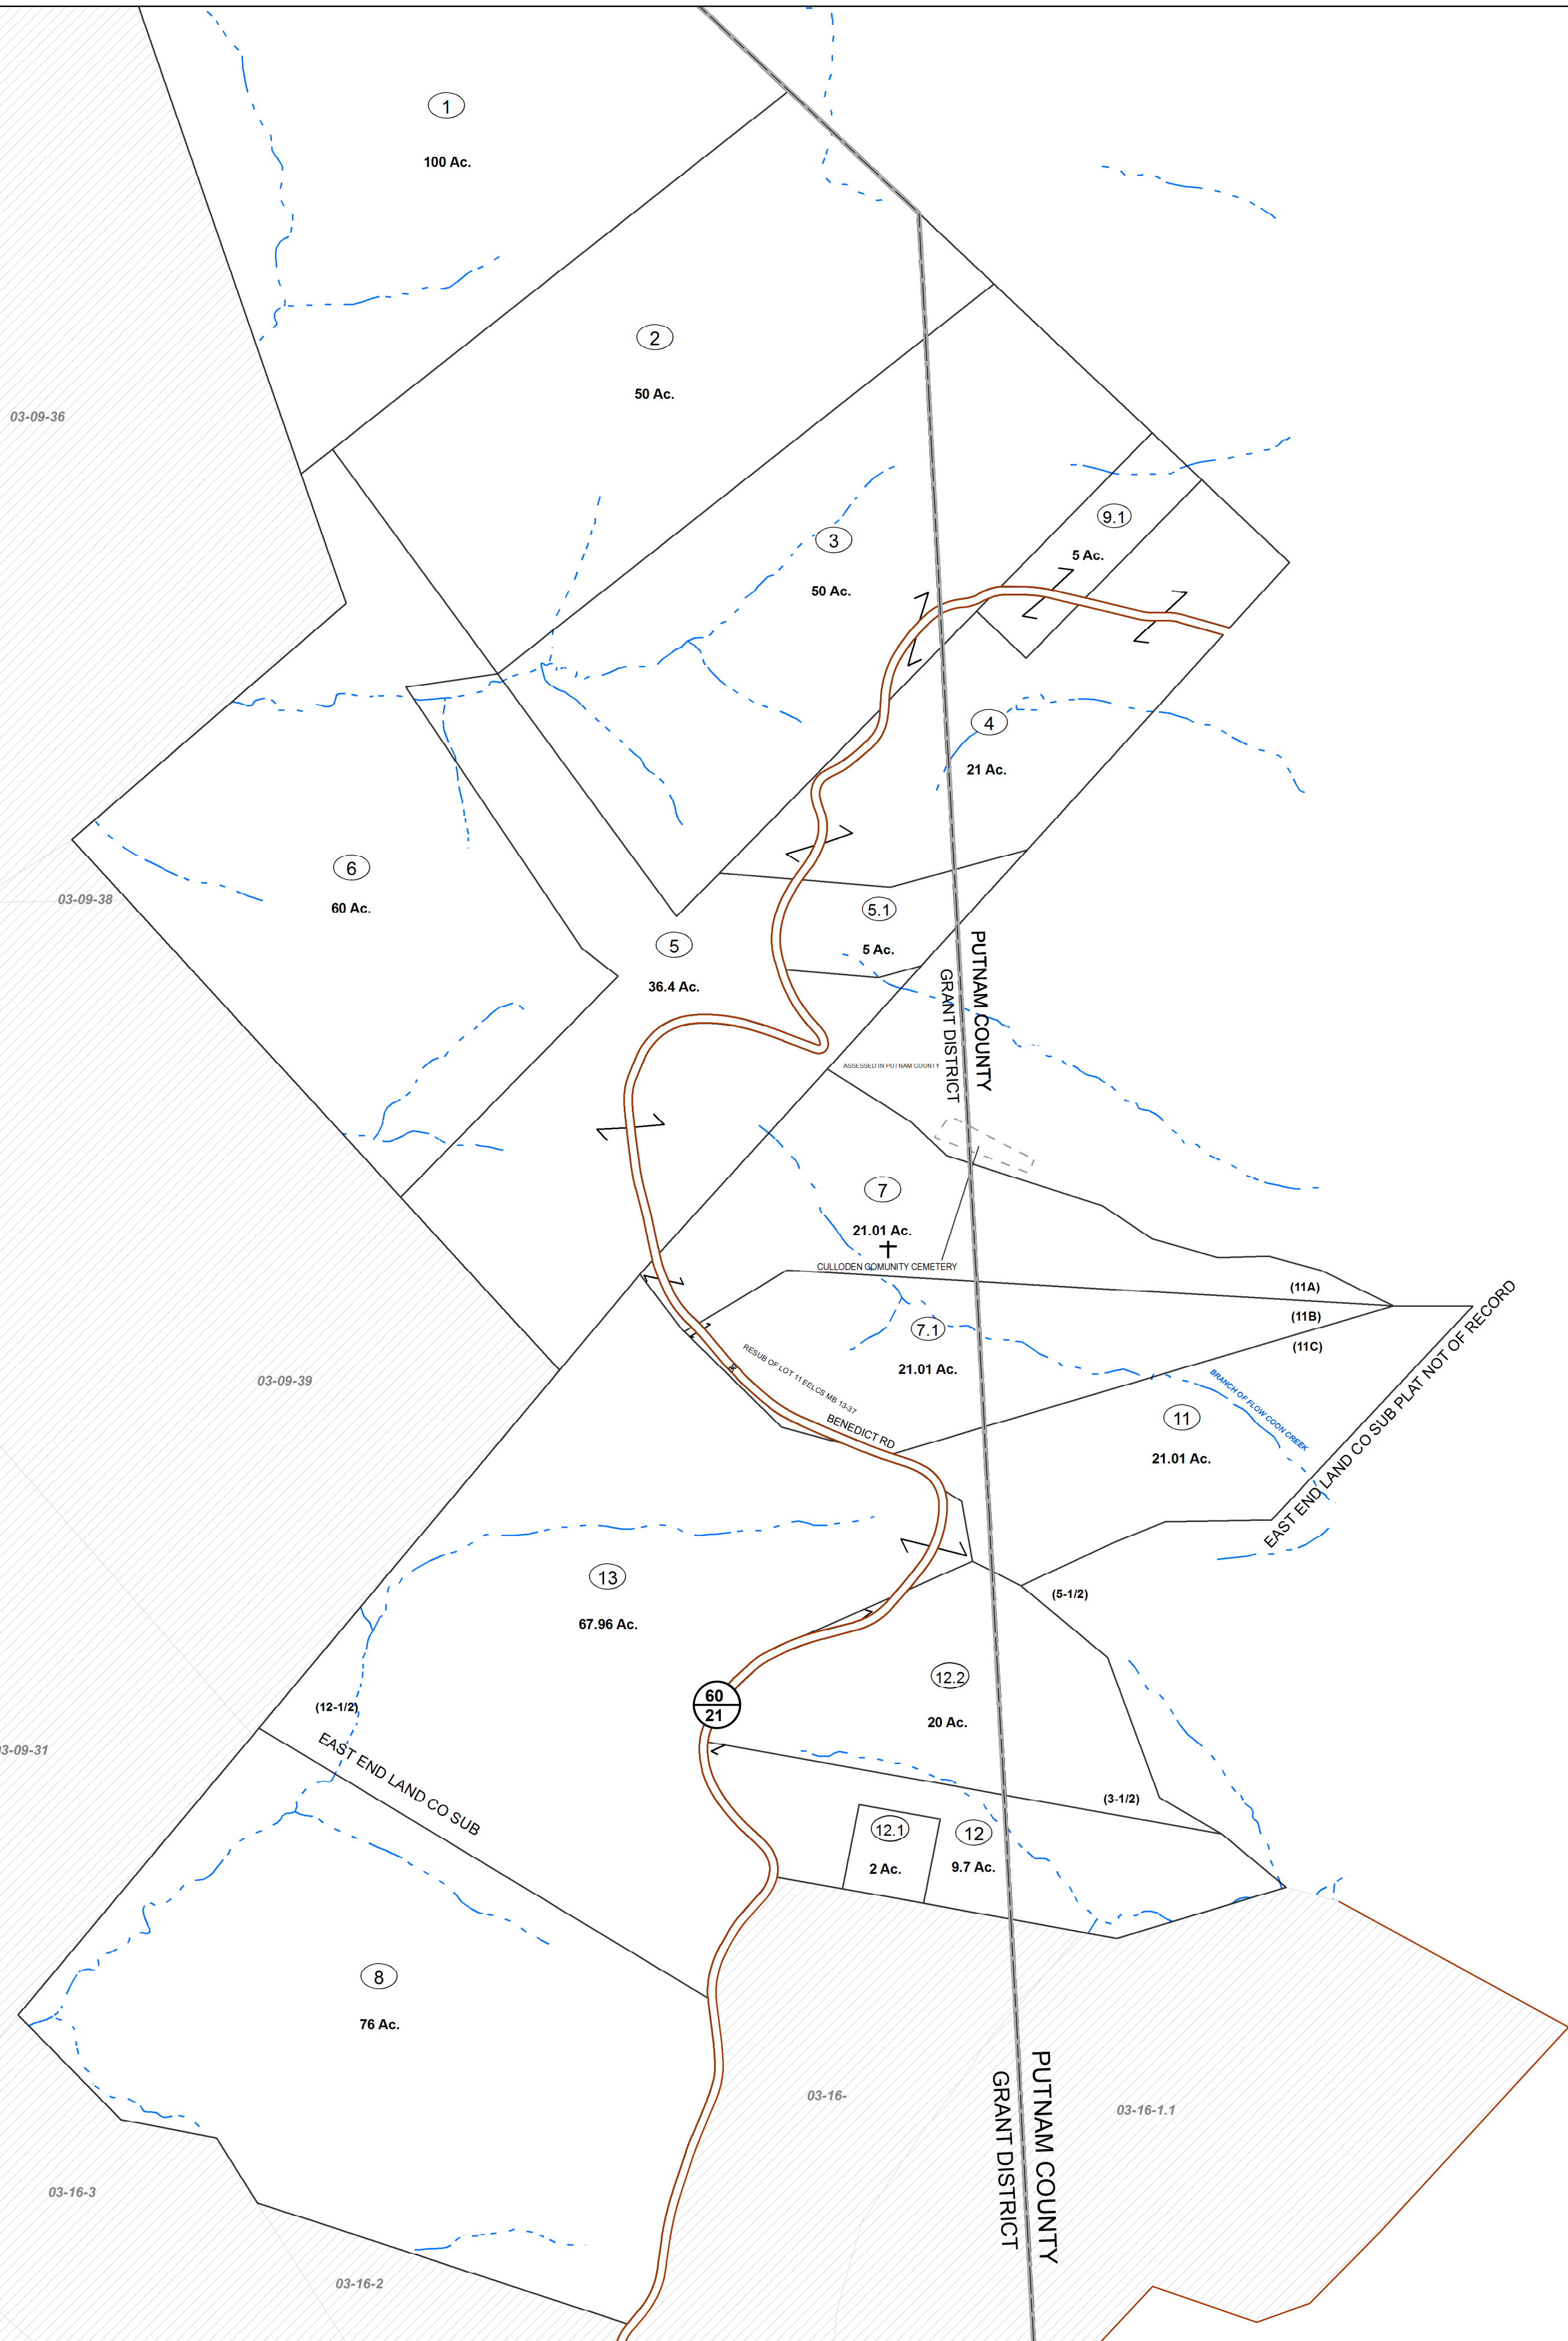 1
100 Ac.
2
50 Ac.
03-09-36
9.1
5 Ac.
3
50 Ac.
4
21 Ac.
6
60 Ac.
03-09-38
5.1
5 Ac.
5
36.4 Ac.
PUTNAM COUNTY
GRANT DISTRICT
ASSESSED IN PUTNAM COUNTY
7
21.01 Ac.
CULLODEN COMUNITY CEMETERY
(11A)
(11B)
(11C)
7.1
21.01 Ac.
RESUB OF LOT 11 EELCS MB 13-37
BENEDICT RD
BRANCH OF FLOW COON CREEK
EAST END LAND CO SUB PLAT NOT OF RECORD
03-09-39
11
21.01 Ac.
13
67.96 Ac.
(5-1/2)
12.2
20 Ac.
60
21
(12-1/2)
EAST END LAND CO SUB
3-09-31
(3-1/2)
12.1
2 Ac.
12
9.7 Ac.
8
76 Ac.
PUTNAM COUNTY
GRANT DISTRICT
03-16-
03-16-1.1
03-16-3
03-16-2